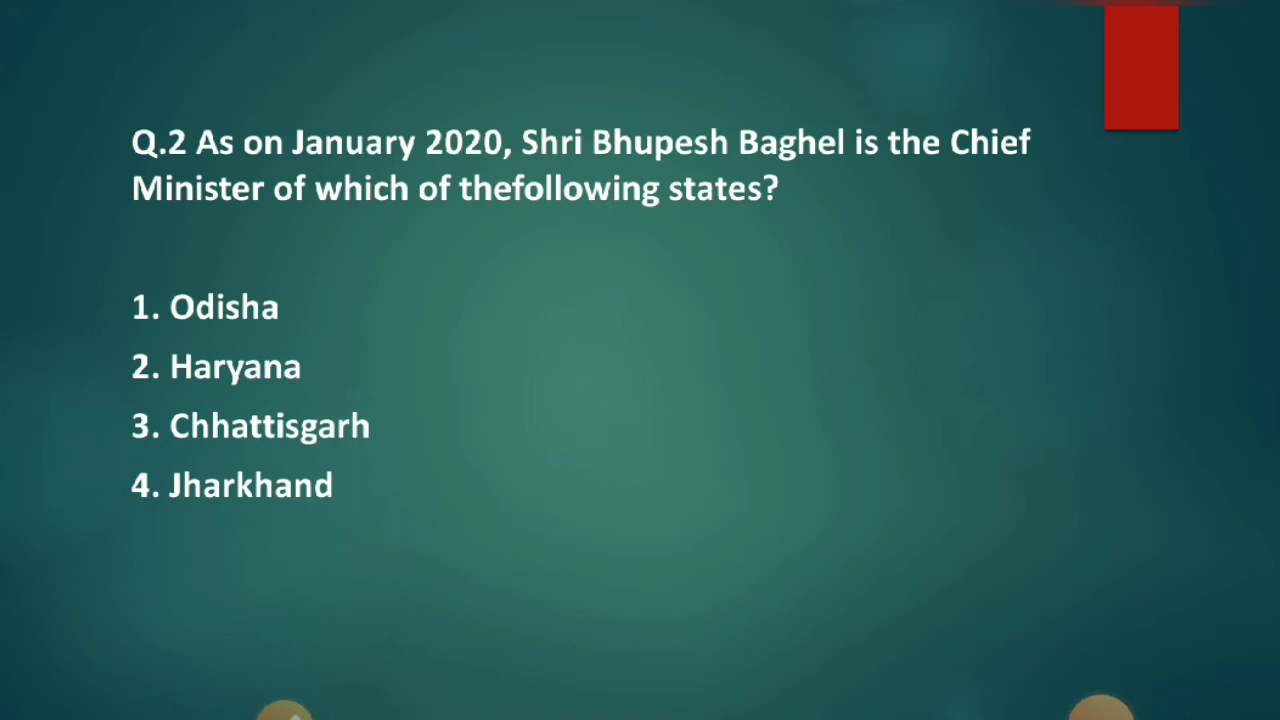 Q.2 As on January 2020, Shri Bhupesh Baghel is the Chief
Minister of which of thefollowing states?
1. Odisha
2. Haryana
3. Chhattisgarh
4. Jharkhand